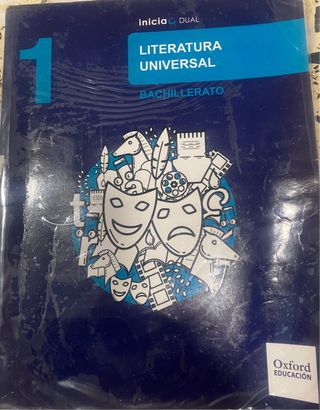 inicia DUAL
1
LITERATURA
UNIVERSAL
BACHILLERATO
Oxford
EDUCACIÓN